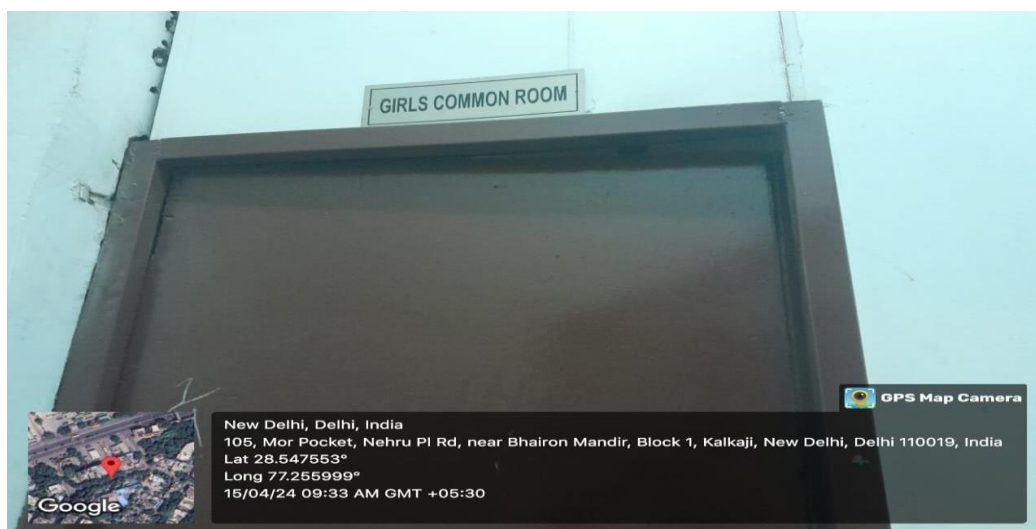 GIRLS COMMON ROOM
GPS Map Camera
New Delhi, Delhi, India
105, Mor Pocket, Nehru Pl Rd, near Bhairon Mandir, Block 1, Kalkaji, New Delhi, Delhi 110019, India
Lat 28.547553°
Long 77.255999°
15/04/24 09:33 AM GMT +05:30
Google